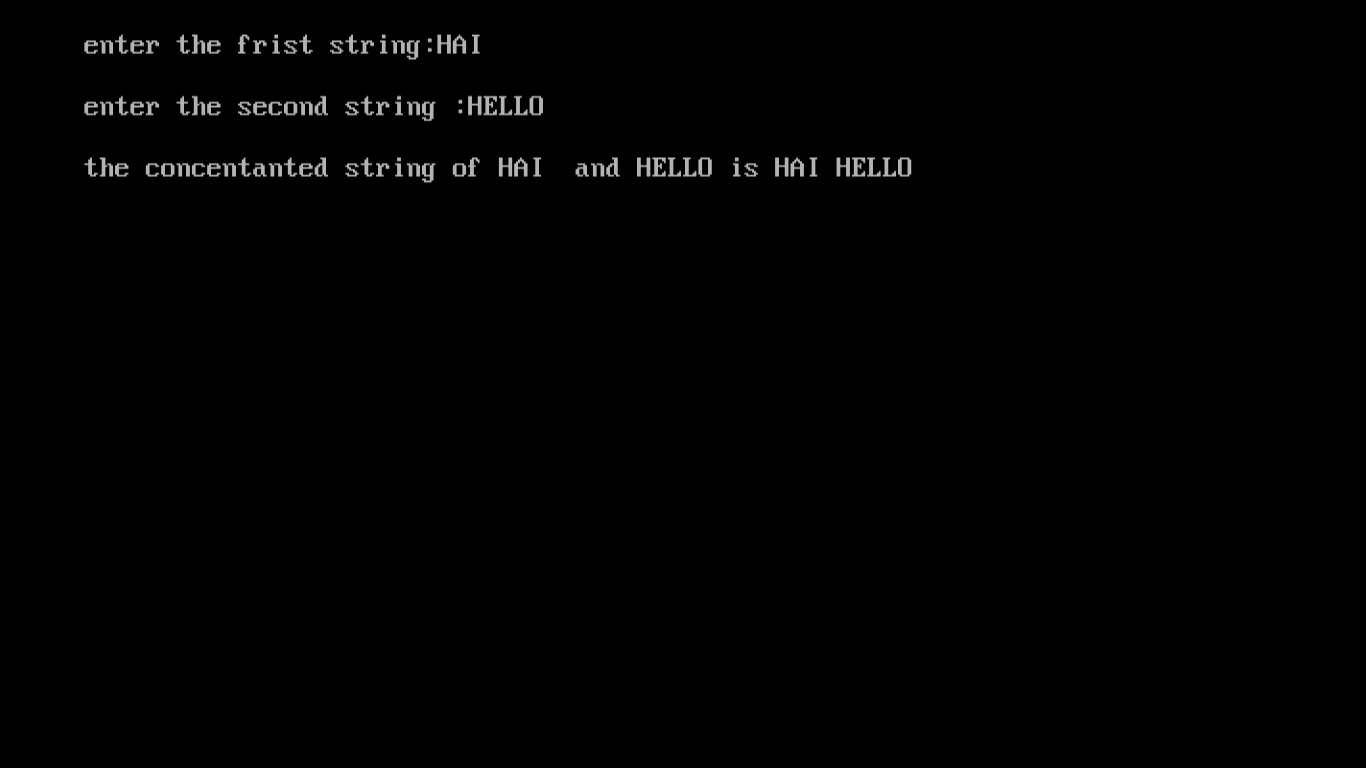 enter the frist string:HAI
enter the second string :HELLO
the concentanted string of HAI  and HELLO is HAI HELLO